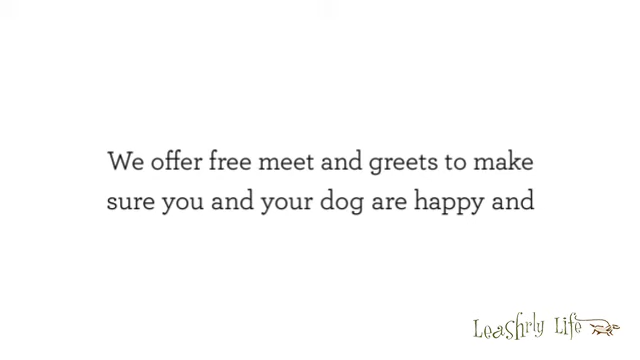 We offer free meet and greets to make
sure you and your dog are happy and
Leashrly Life